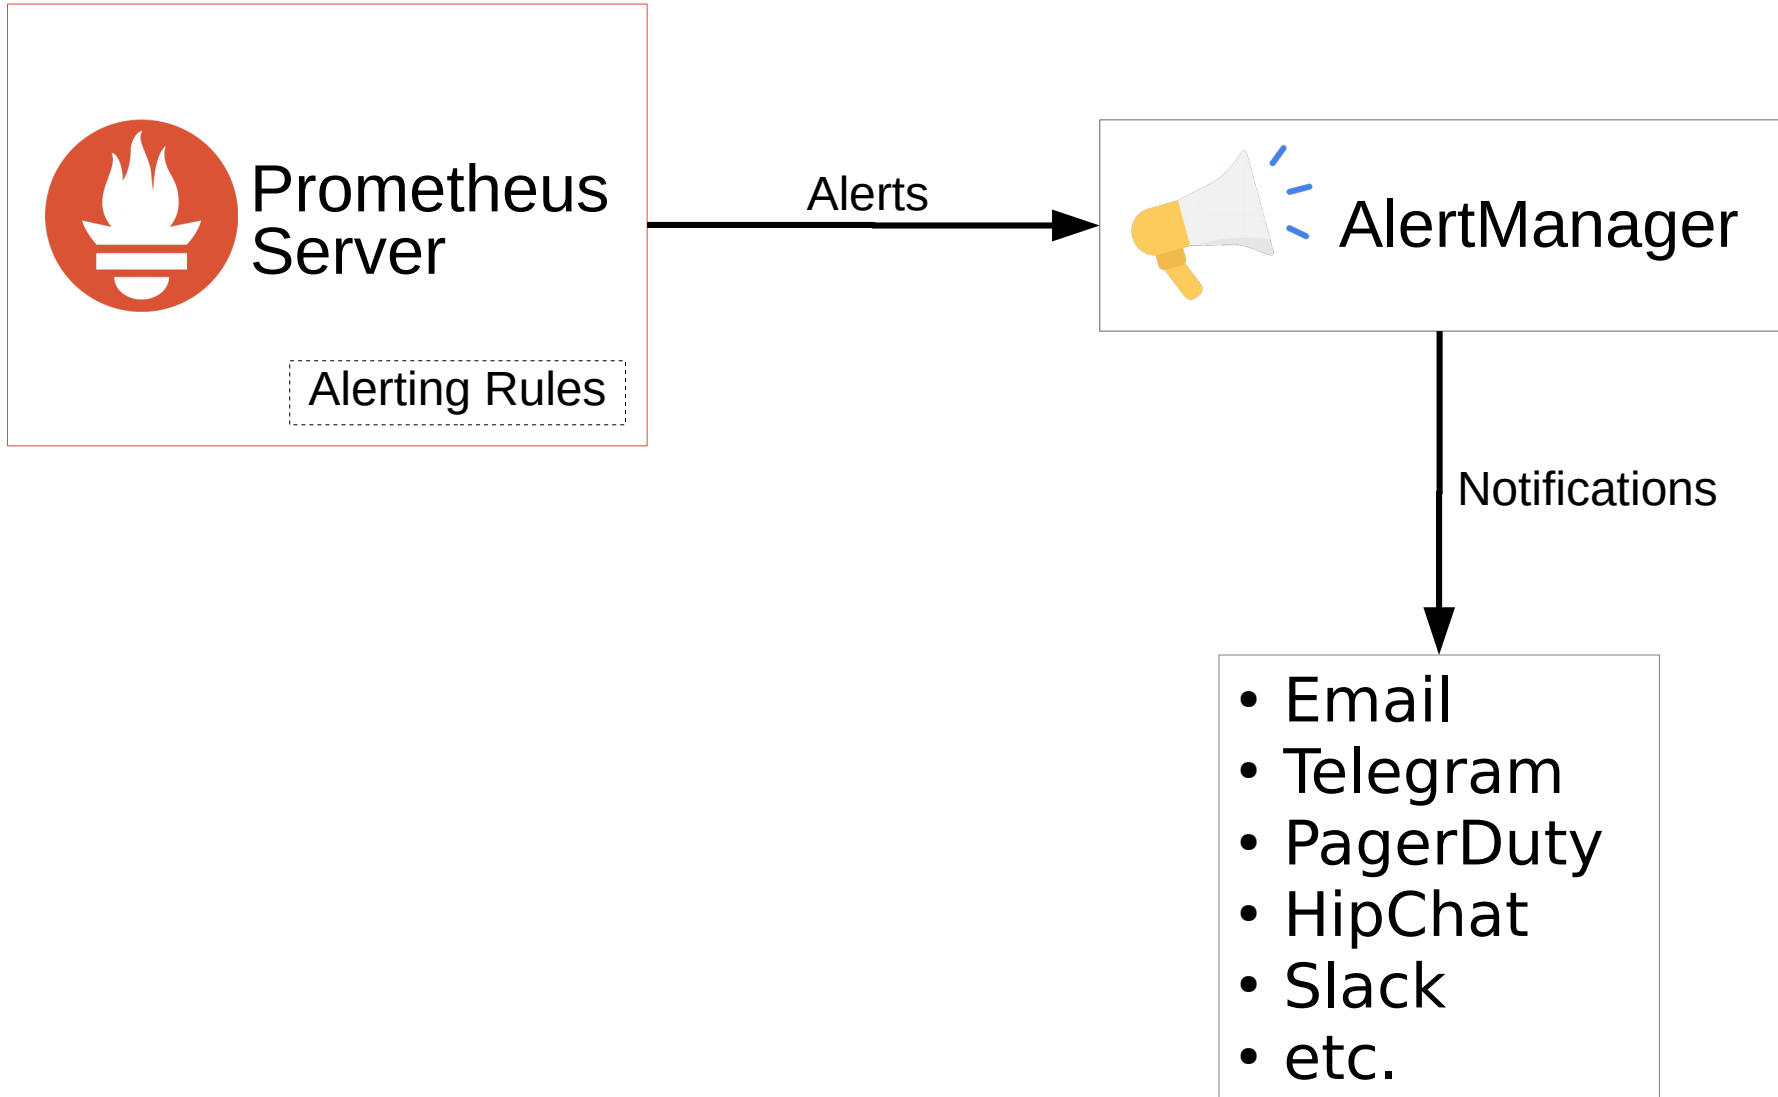 Prometheus
Server
Alerting Rules
Alerts
AlertManager
Notifications
• Email
• Telegram
• PagerDuty
• HipChat
• Slack
• etc.